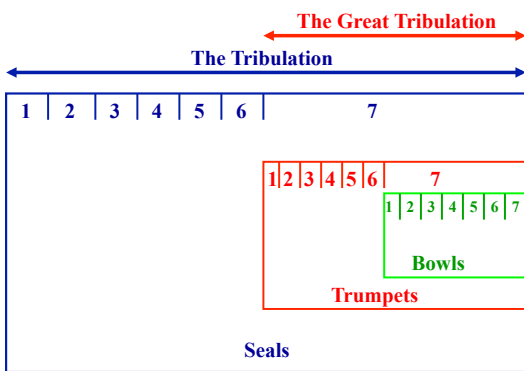 The Great Tribulation
The Tribulation
1 2 3 4 5 6 7
1 2 3 4 5 6 7
1 2 3 4 5 6 7
Bowls
Trumpets
Seals